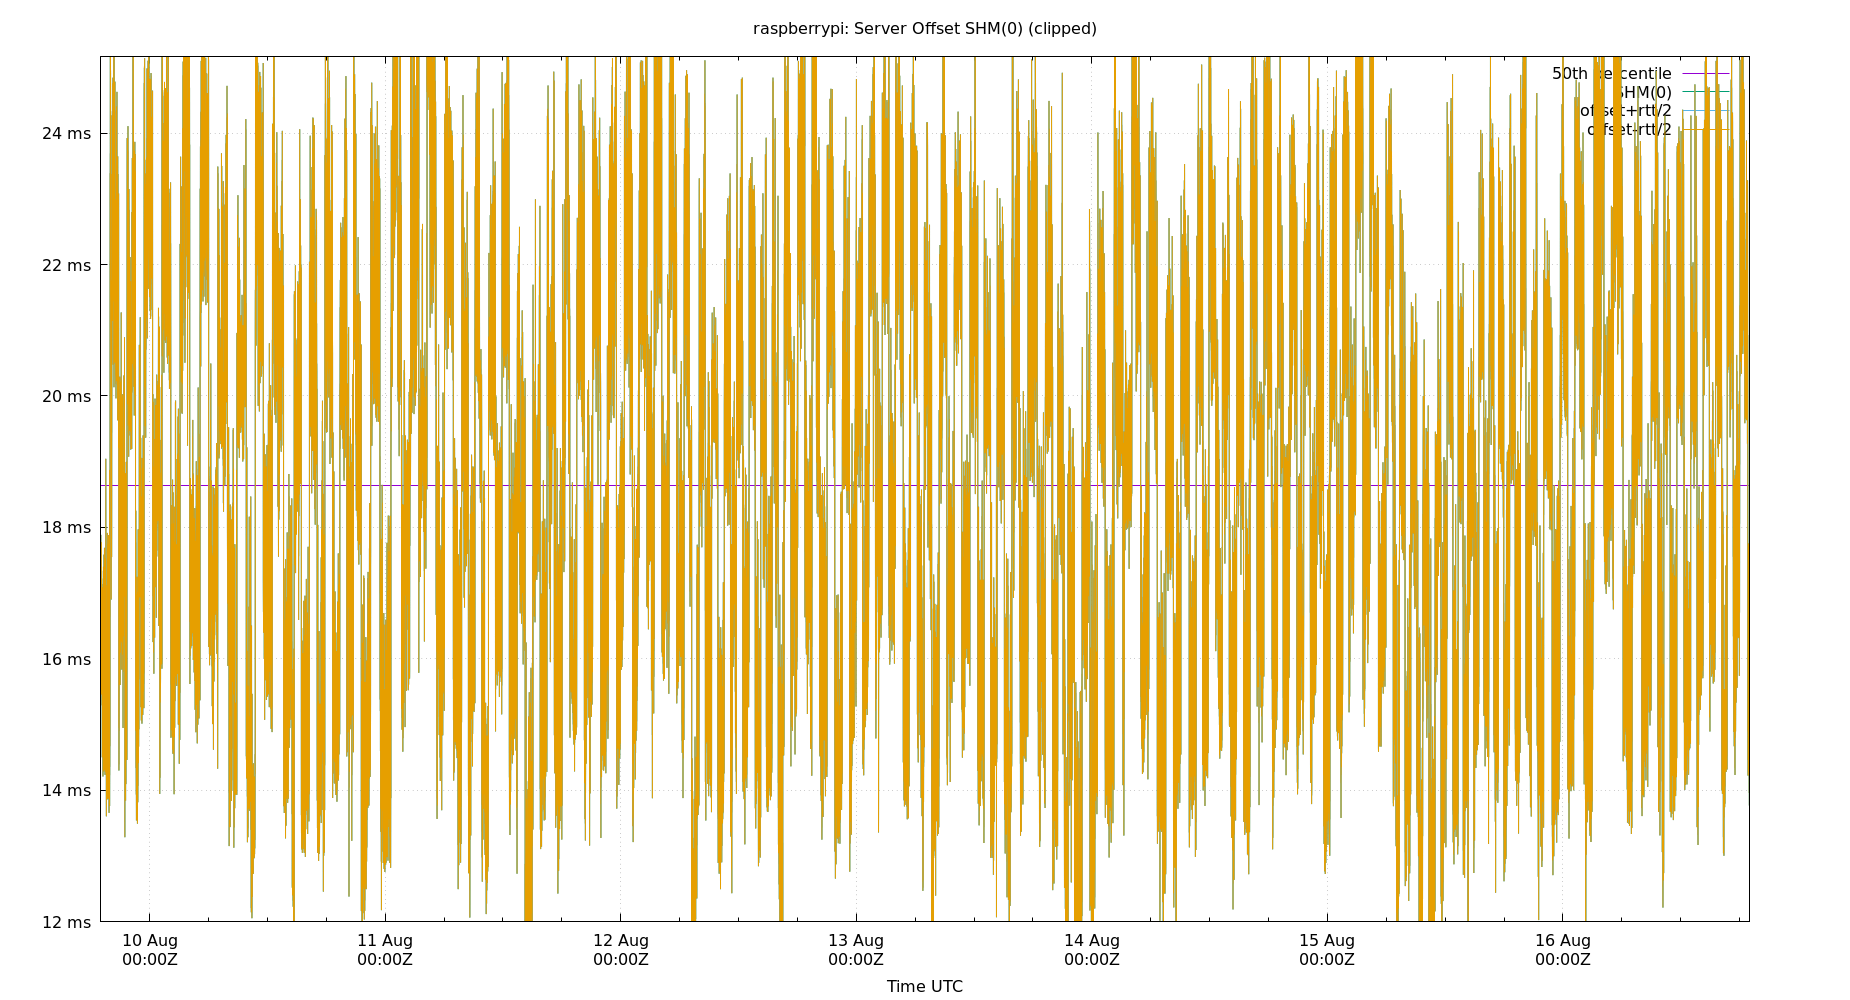 raspberrypi: Server Offset SHM(0) (clipped)
50th percentile
SHM(0)
offset+rtt/2
offset-rtt/2
24 ms
22 ms
20 ms
18 ms
16 ms
14 ms
12 ms
10 Aug 11 Aug 12 Aug 13 Aug 14 Aug 15 Aug 16 Aug
00:00Z 00:00Z 00:00Z 00:00Z 00:00Z 00:00Z 00:00Z
Time UTC